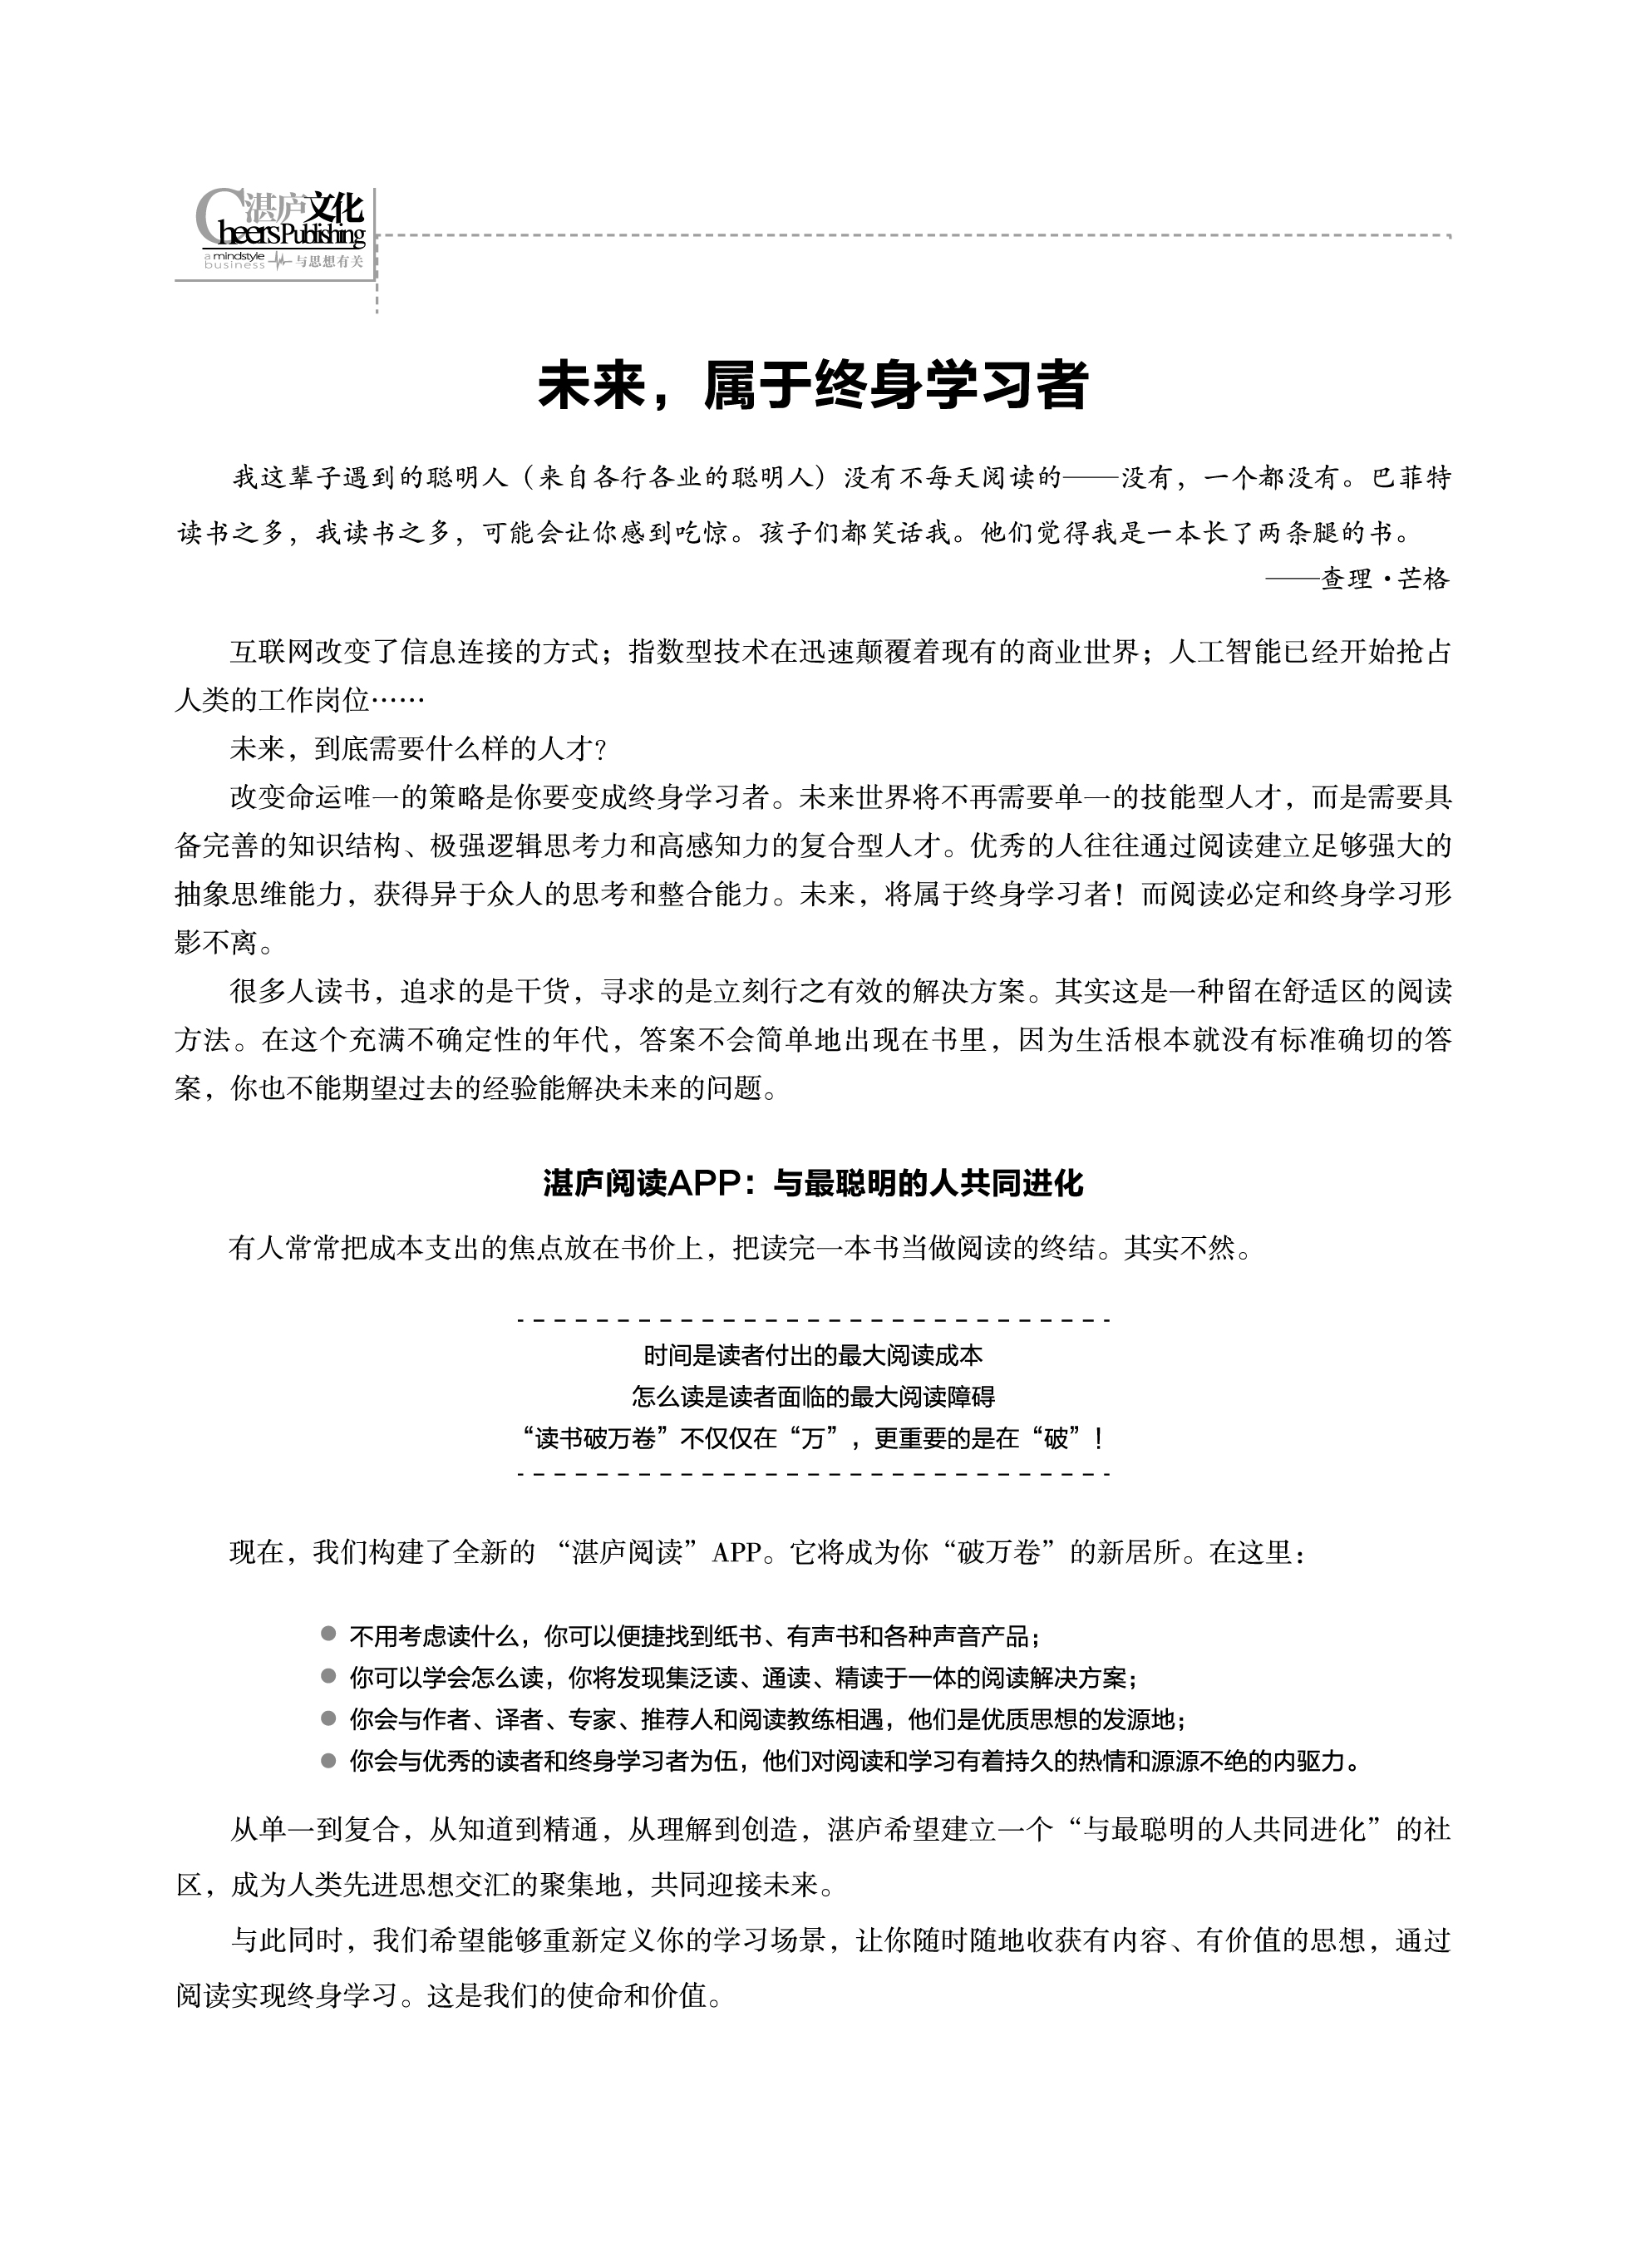 湛庐文化
CheersPublishing
a mindstyle business 与思想有关
未来，属于终身学习者
我这辈子遇到的聪明人（来自各行各业的聪明人）没有不每天阅读的——没有，一个都没有。巴菲特
读书之多，我读书之多，可能会让你感到吃惊。孩子们都笑话我。他们觉得我是一本长了两条腿的书。
——查理·芒格
互联网改变了信息连接的方式；指数型技术在迅速颠覆着现有的商业世界；人工智能已经开始抢占
人类的工作岗位……
未来，到底需要什么样的人才？
改变命运唯一的策略是你要变成终身学习者。未来世界将不再需要单一的技能型人才，而是需要具
备完善的知识结构、极强逻辑思考力和高感知力的复合型人才。优秀的人往往通过阅读建立足够强大的
抽象思维能力，获得异于众人的思考和整合能力。未来，将属于终身学习者！而阅读必定和终身学习形
影不离。
很多人读书，追求的是干货，寻求的是立刻行之有效的解决方案。其实这是一种留在舒适区的阅读
方法。在这个充满不确定性的年代，答案不会简单地出现在书里，因为生活根本就没有标准确切的答
案，你也不能期望过去的经验能解决未来的问题。
湛庐阅读APP：与最聪明的人共同进化
有人常常把成本支出的焦点放在书价上，把读完一本书当做阅读的终结。其实不然。
时间是读者付出的最大阅读成本
怎么读是读者面临的最大阅读障碍
“读书破万卷”不仅仅在“万”，更重要的是在“破”！
现在，我们构建了全新的 “湛庐阅读”APP。它将成为你“破万卷”的新居所。在这里：
● 不用考虑读什么，你可以便捷找到纸书、有声书和各种声音产品；
● 你可以学会怎么读，你将发现集泛读、通读、精读于一体的阅读解决方案；
● 你会与作者、译者、专家、推荐人和阅读教练相遇，他们是优质思想的发源地；
● 你会与优秀的读者和终身学习者为伍，他们对阅读和学习有着持久的热情和源源不绝的内驱力。
从单一到复合，从知道到精通，从理解到创造，湛庐希望建立一个“与最聪明的人共同进化”的社
区，成为人类先进思想交汇的聚集地，共同迎接未来。
与此同时，我们希望能够重新定义你的学习场景，让你随时随地收获有内容、有价值的思想，通过
阅读实现终身学习。这是我们的使命和价值。